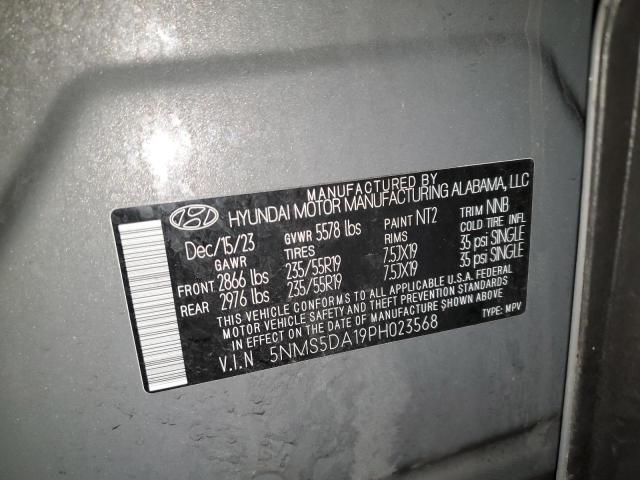 MANUFACTURED BY
HYUNDAI MOTOR MANUFACTURING ALABAMA, LLC
Dec/15/23 GVWR 5578 lbs PAINT NT2 TRIM NNB
GAWR TIRES RIMS COLD TIRE INFL
FRONT 2866 lbs 235/55R19 7.5JX19 35 psi SINGLE
REAR 2976 lbs 235/55R19 7.5JX19 35 psi SINGLE
THIS VEHICLE CONFORMS TO ALL APPLICABLE U.S.A. FEDERAL
MOTOR VEHICLE SAFETY AND THEFT PREVENTION STANDARDS
IN EFFECT ON THE DATE OF MANUFACTURE SHOWN ABOVE
V.I.N 5NMS5DA19PH023568 TYPE: MPV